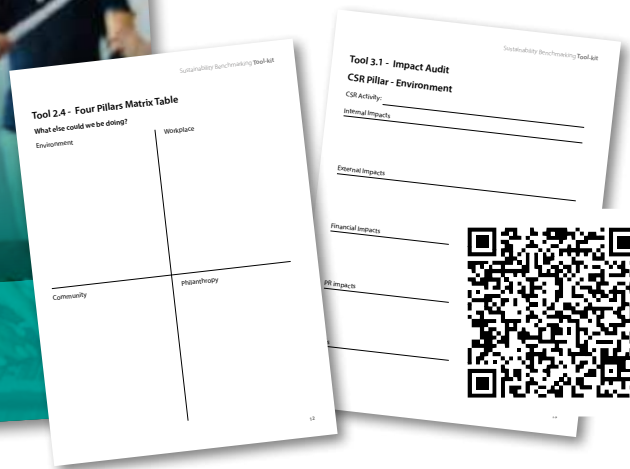 Sustainability Benchmarking Tool-kit
Tool 2.4 - Four Pillars Matrix Table
What else could we be doing?
Environment
Workplace
Community
Philanthropy
12
Sustainability Benchmarking Tool-kit
Tool 3.1 - Impact Audit
CSR Pillar - Environment
CSR Activity:
Internal Impacts
External Impacts
Financial Impacts
PR impacts